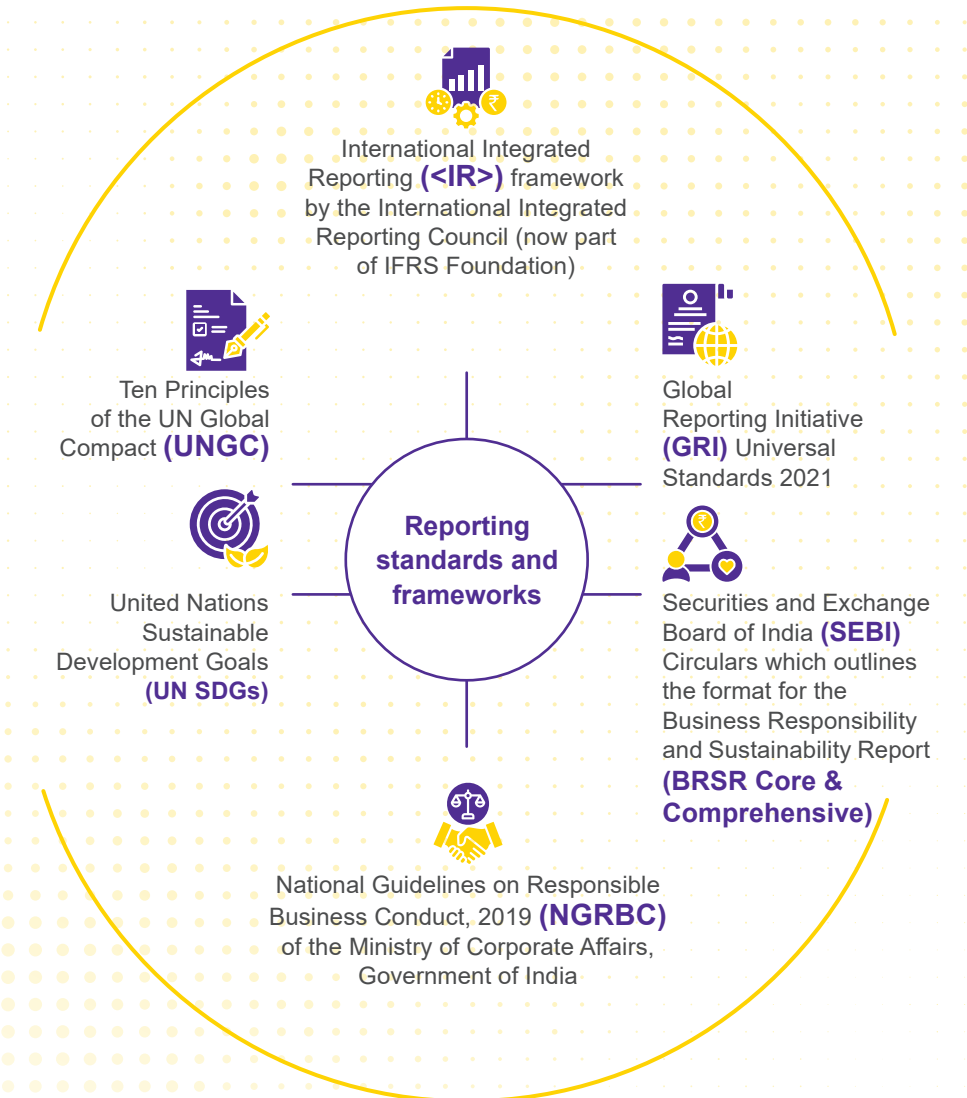 International Integrated
Reporting (<IR>) framework
by the International Integrated
Reporting Council (now part
of IFRS Foundation)
Ten Principles
of the UN Global
Compact (UNGC)
Global
Reporting Initiative
(GRI) Universal
Standards 2021
Reporting
standards and
frameworks
United Nations
Sustainable
Development Goals
(UN SDGs)
Securities and Exchange
Board of India (SEBI)
Circulars which outlines
the format for the
Business Responsibility
and Sustainability Report
(BRSR Core &
Comprehensive)
National Guidelines on Responsible
Business Conduct, 2019 (NGRBC)
of the Ministry of Corporate Affairs,
Government of India